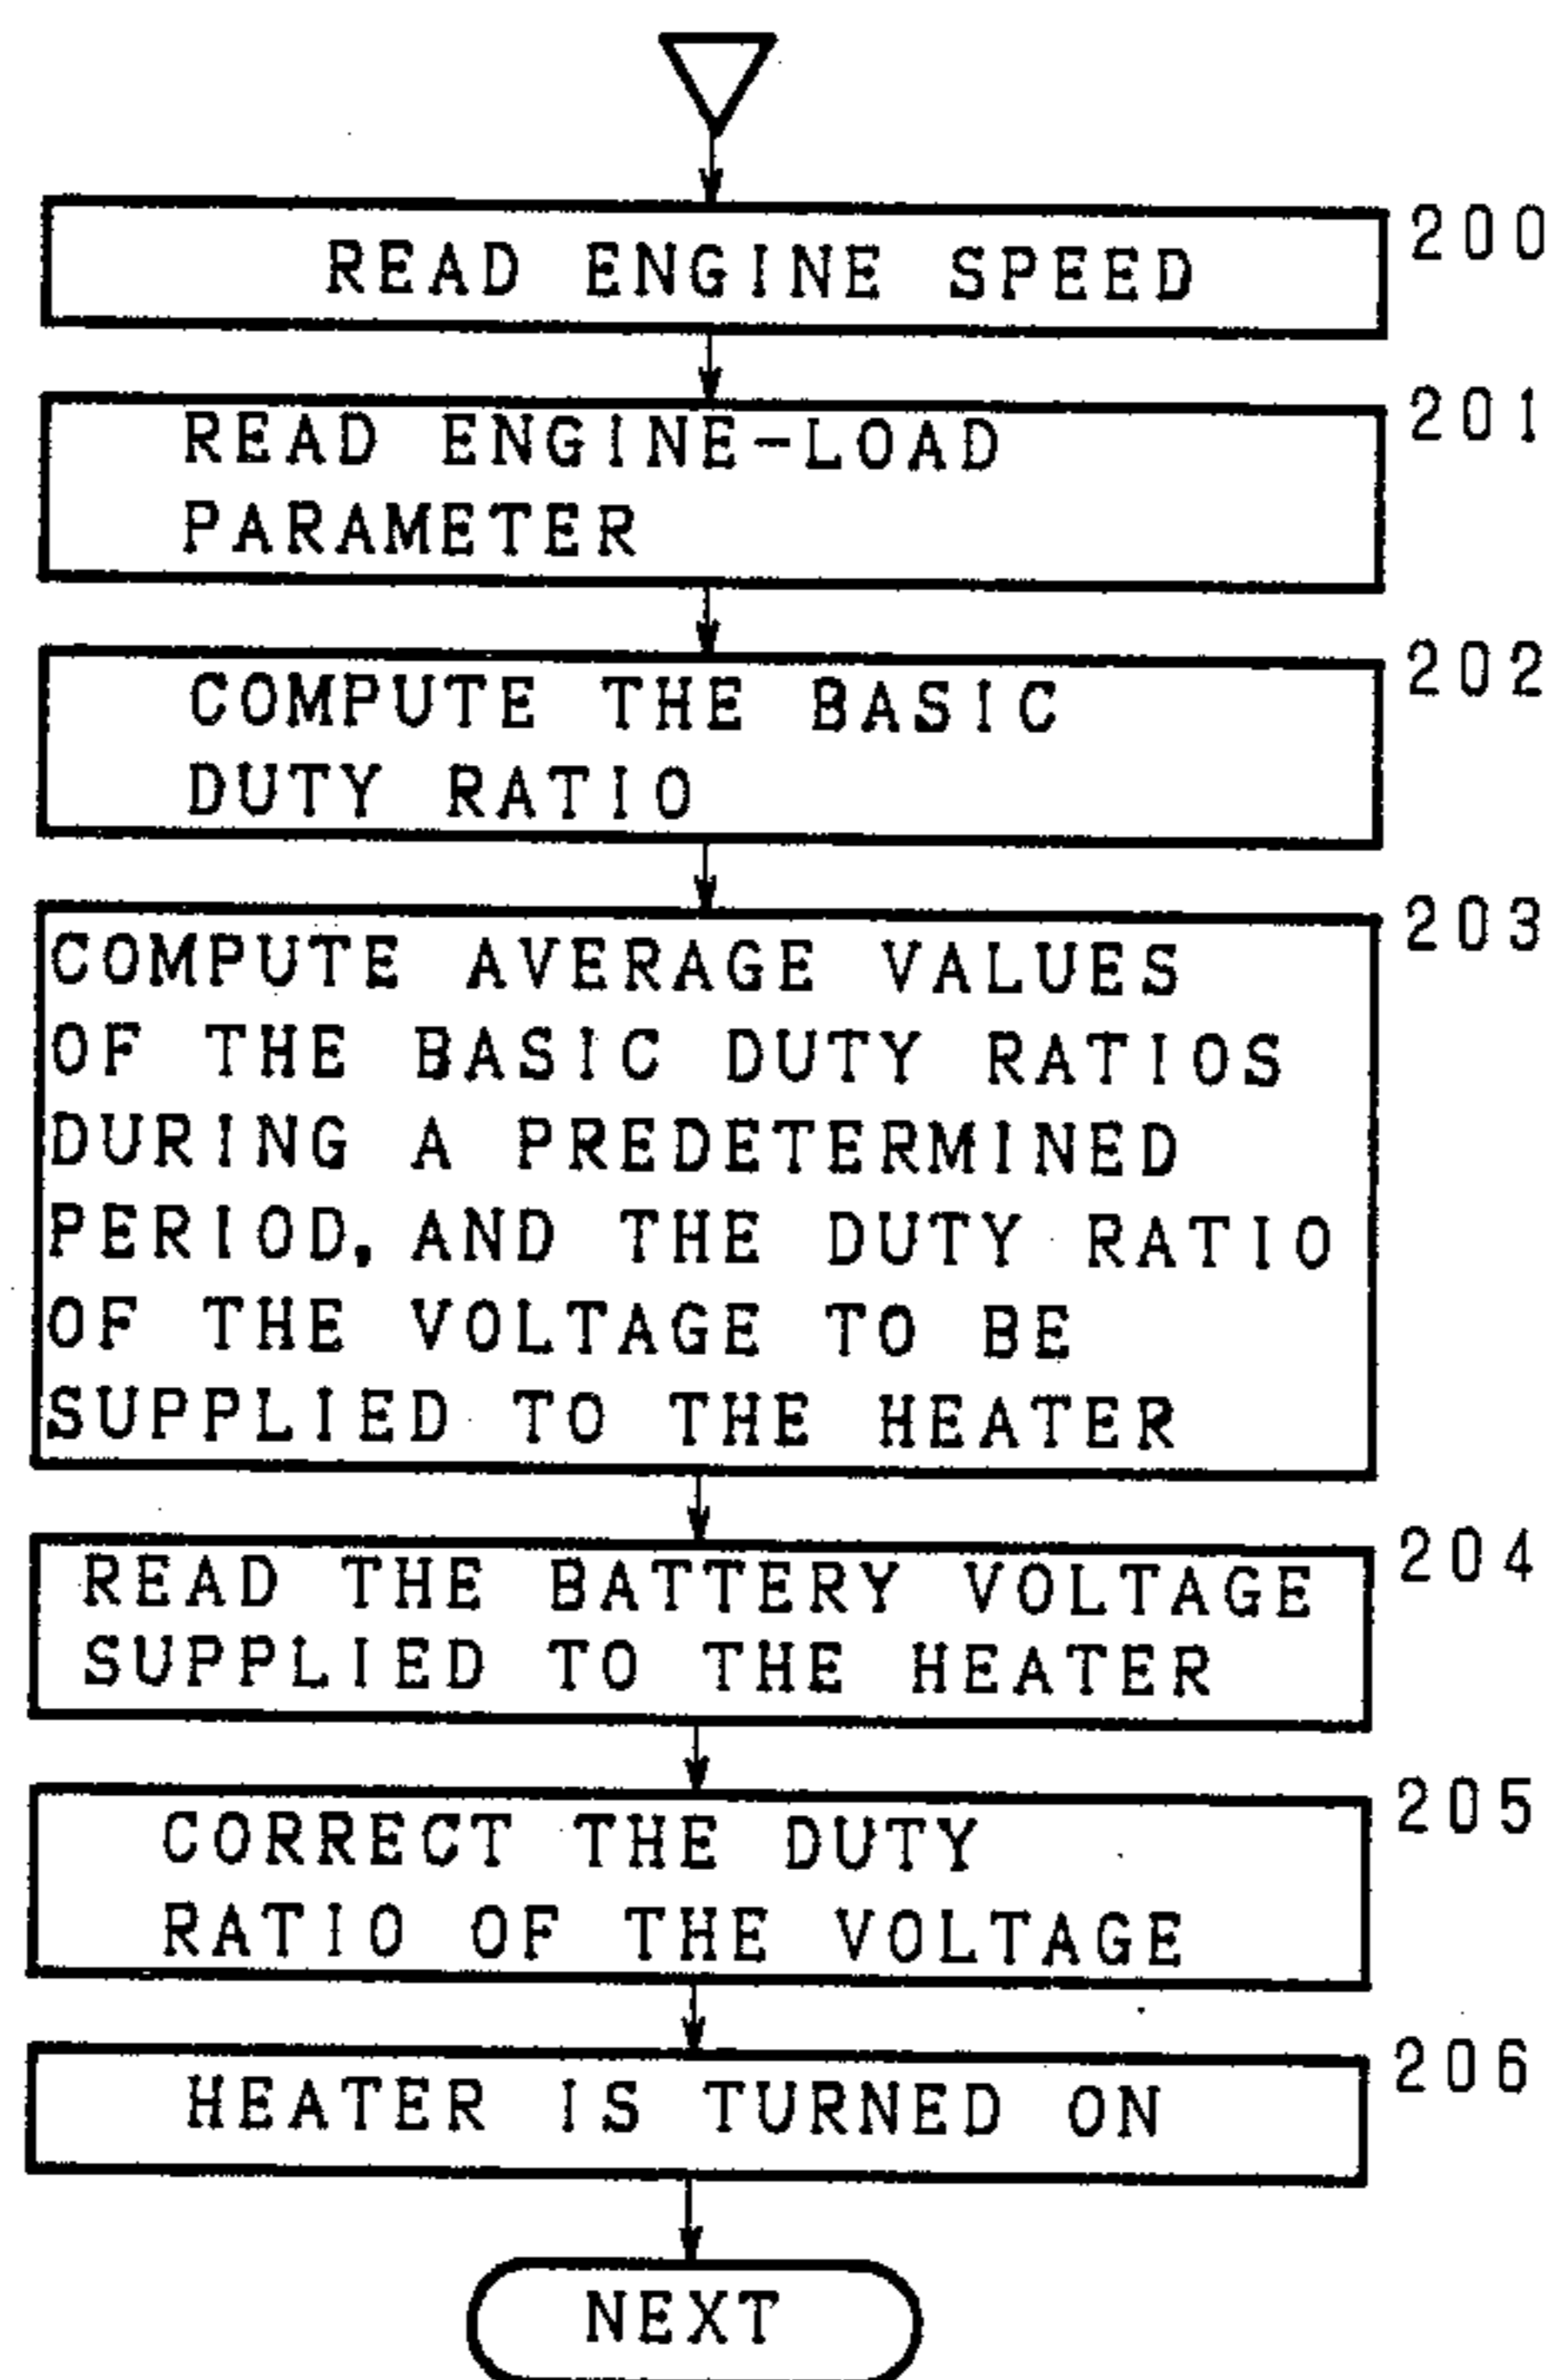 200
READ ENGINE SPEED
201
READ ENGINE-LOAD
PARAMETER
202
COMPUTE THE BASIC
DUTY RATIO
203
COMPUTE AVERAGE VALUES
OF THE BASIC DUTY RATIOS
DURING A PREDETERMINED
PERIOD, AND THE DUTY RATIO
OF THE VOLTAGE TO BE
SUPPLIED TO THE HEATER
204
READ THE BATTERY VOLTAGE
SUPPLIED TO THE HEATER
205
CORRECT THE DUTY
RATIO OF THE VOLTAGE
206
HEATER IS TURNED ON
NEXT